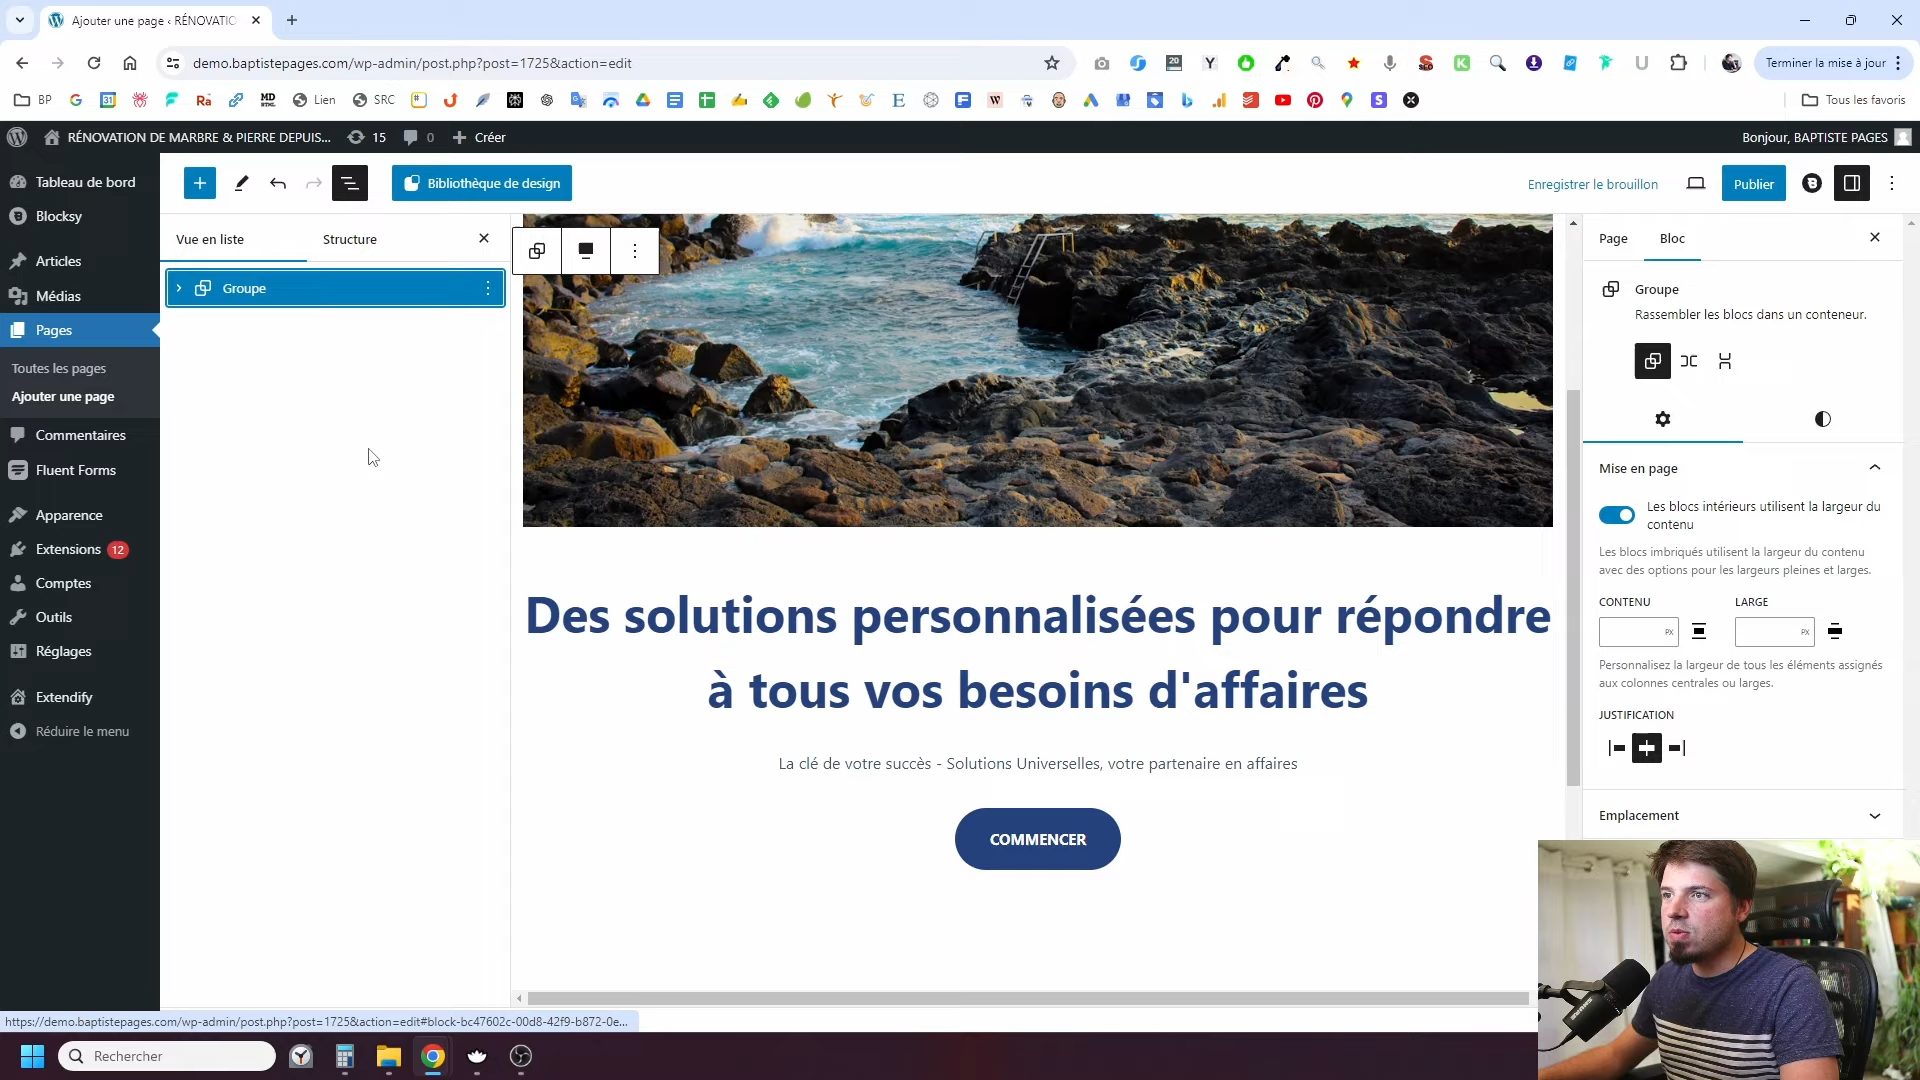 Ajouter une page ‹ RÉNOVATIO
demo.baptistepages.com/wp-admin/post.php?post=1725&action=edit
20
Terminer la mise à jour
BP
Lien
SRC
Tous les favoris
RÉNOVATION DE MARBRE & PIERRE DEPUIS...
15
0
Créer
Bonjour, BAPTISTE PAGES
Tableau de bord
Blocksy
Articles
Médias
Pages
Toutes les pages
Ajouter une page
Commentaires
Fluent Forms
Apparence
Extensions 12
Comptes
Outils
Réglages
Extendify
Réduire le menu
Bibliothèque de design
Enregistrer le brouillon
Publier
Vue en liste
Structure
Groupe
Des solutions personnalisées pour répondre
à tous vos besoins d'affaires
La clé de votre succès - Solutions Universelles, votre partenaire en affaires
COMMENCER
Page
Bloc
Groupe
Rassembler les blocs dans un conteneur.
Mise en page
Les blocs intérieurs utilisent la largeur du
contenu
Les blocs imbriqués utilisent la largeur du contenu
avec des options pour les largeurs pleines et larges.
CONTENU
LARGE
PX
PX
Personnalisez la largeur de tous les éléments assignés
aux colonnes centrales ou larges.
JUSTIFICATION
Emplacement
https://demo.baptistepages.com/wp-admin/post.php?post=1725&action=edit#block-bc47602c-00d8-42f9-b872-0e...
Rechercher